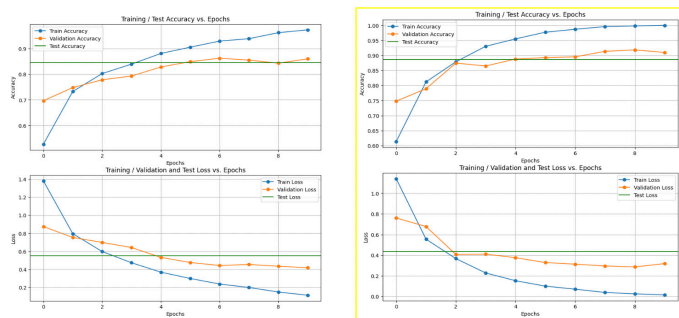 Training / Test Accuracy vs. Epochs
Train Accuracy
Validation Accuracy
Test Accuracy
0.9
0.8
0.7
0.6
Accuracy
0 2 4 6 8
Epochs
Training / Validation and Test Loss vs. Epochs
Train Loss
Validation Loss
Test Loss
1.4
1.2
1.0
0.8
0.6
0.4
0.2
Loss
0 2 4 6 8
Epochs
Training / Test Accuracy vs. Epochs
Train Accuracy
Validation Accuracy
Test Accuracy
1.00
0.95
0.90
0.85
0.80
0.75
0.70
0.65
0.60
Accuracy
0 2 4 6 8
Epochs
Training / Validation and Test Loss vs. Epochs
Train Loss
Validation Loss
Test Loss
1.0
0.8
0.6
0.4
0.2
0.0
Loss
0 2 4 6 8
Epochs